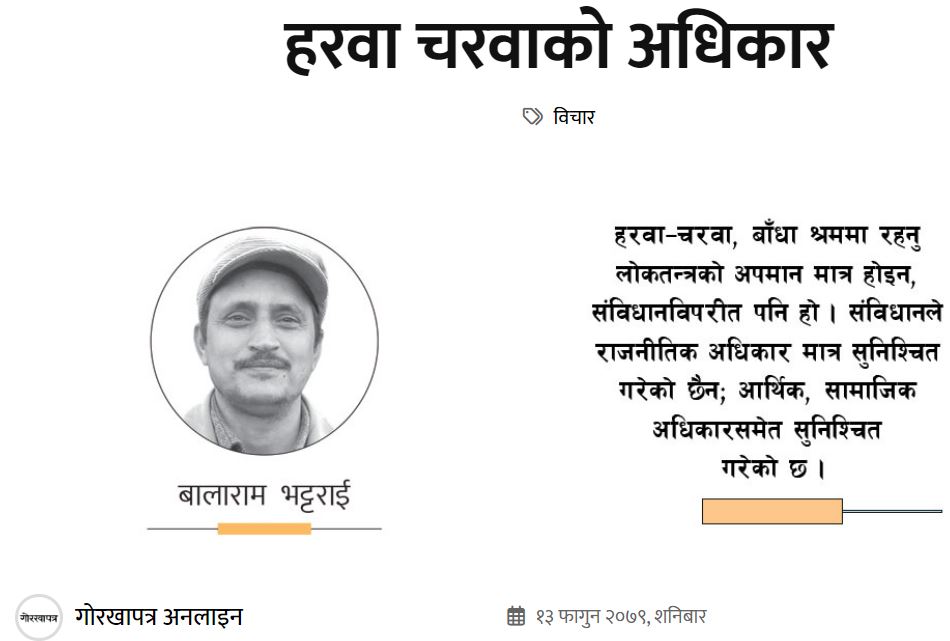 हरवा चरवाको अधिकार
विचार
हरवा-चरवा, बाँधा श्रममा रहनु
लोकतन्त्रको अपमान मात्र होइन,
संविधानविपरीत पनि हो । संविधानले
राजनीतिक अधिकार मात्र सुनिश्चित
गरेको छैन; आर्थिक, सामाजिक
अधिकारसमेत सुनिश्चित
गरेको छ ।
बालाराम भट्टराई
गोरखापत्र
गोरखापत्र अनलाइन
१३ फागुन २०७९, शनिबार